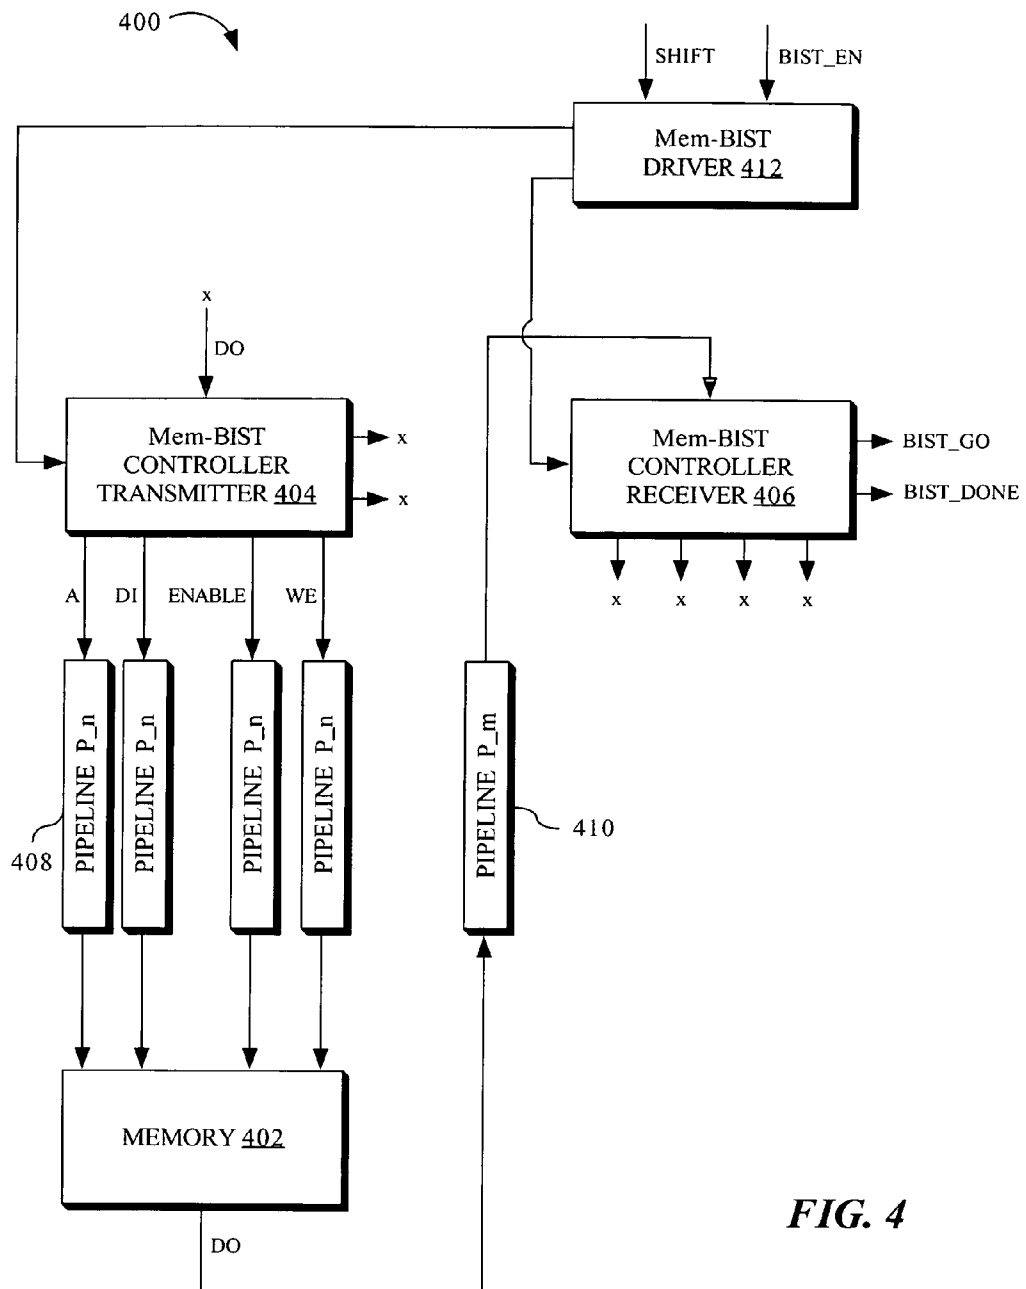 400
SHIFT
BIST_EN
Mem-BIST
DRIVER 412
x
DO
Mem-BIST
CONTROLLER
TRANSMITTER 404
x
x
Mem-BIST
CONTROLLER
RECEIVER 406
BIST_GO
BIST_DONE
A
DI
ENABLE
WE
x
x
x
x
PIPELINE P_n
PIPELINE P_n
PIPELINE P_n
PIPELINE P_n
PIPELINE P_m
408
410
MEMORY 402
DO
FIG. 4